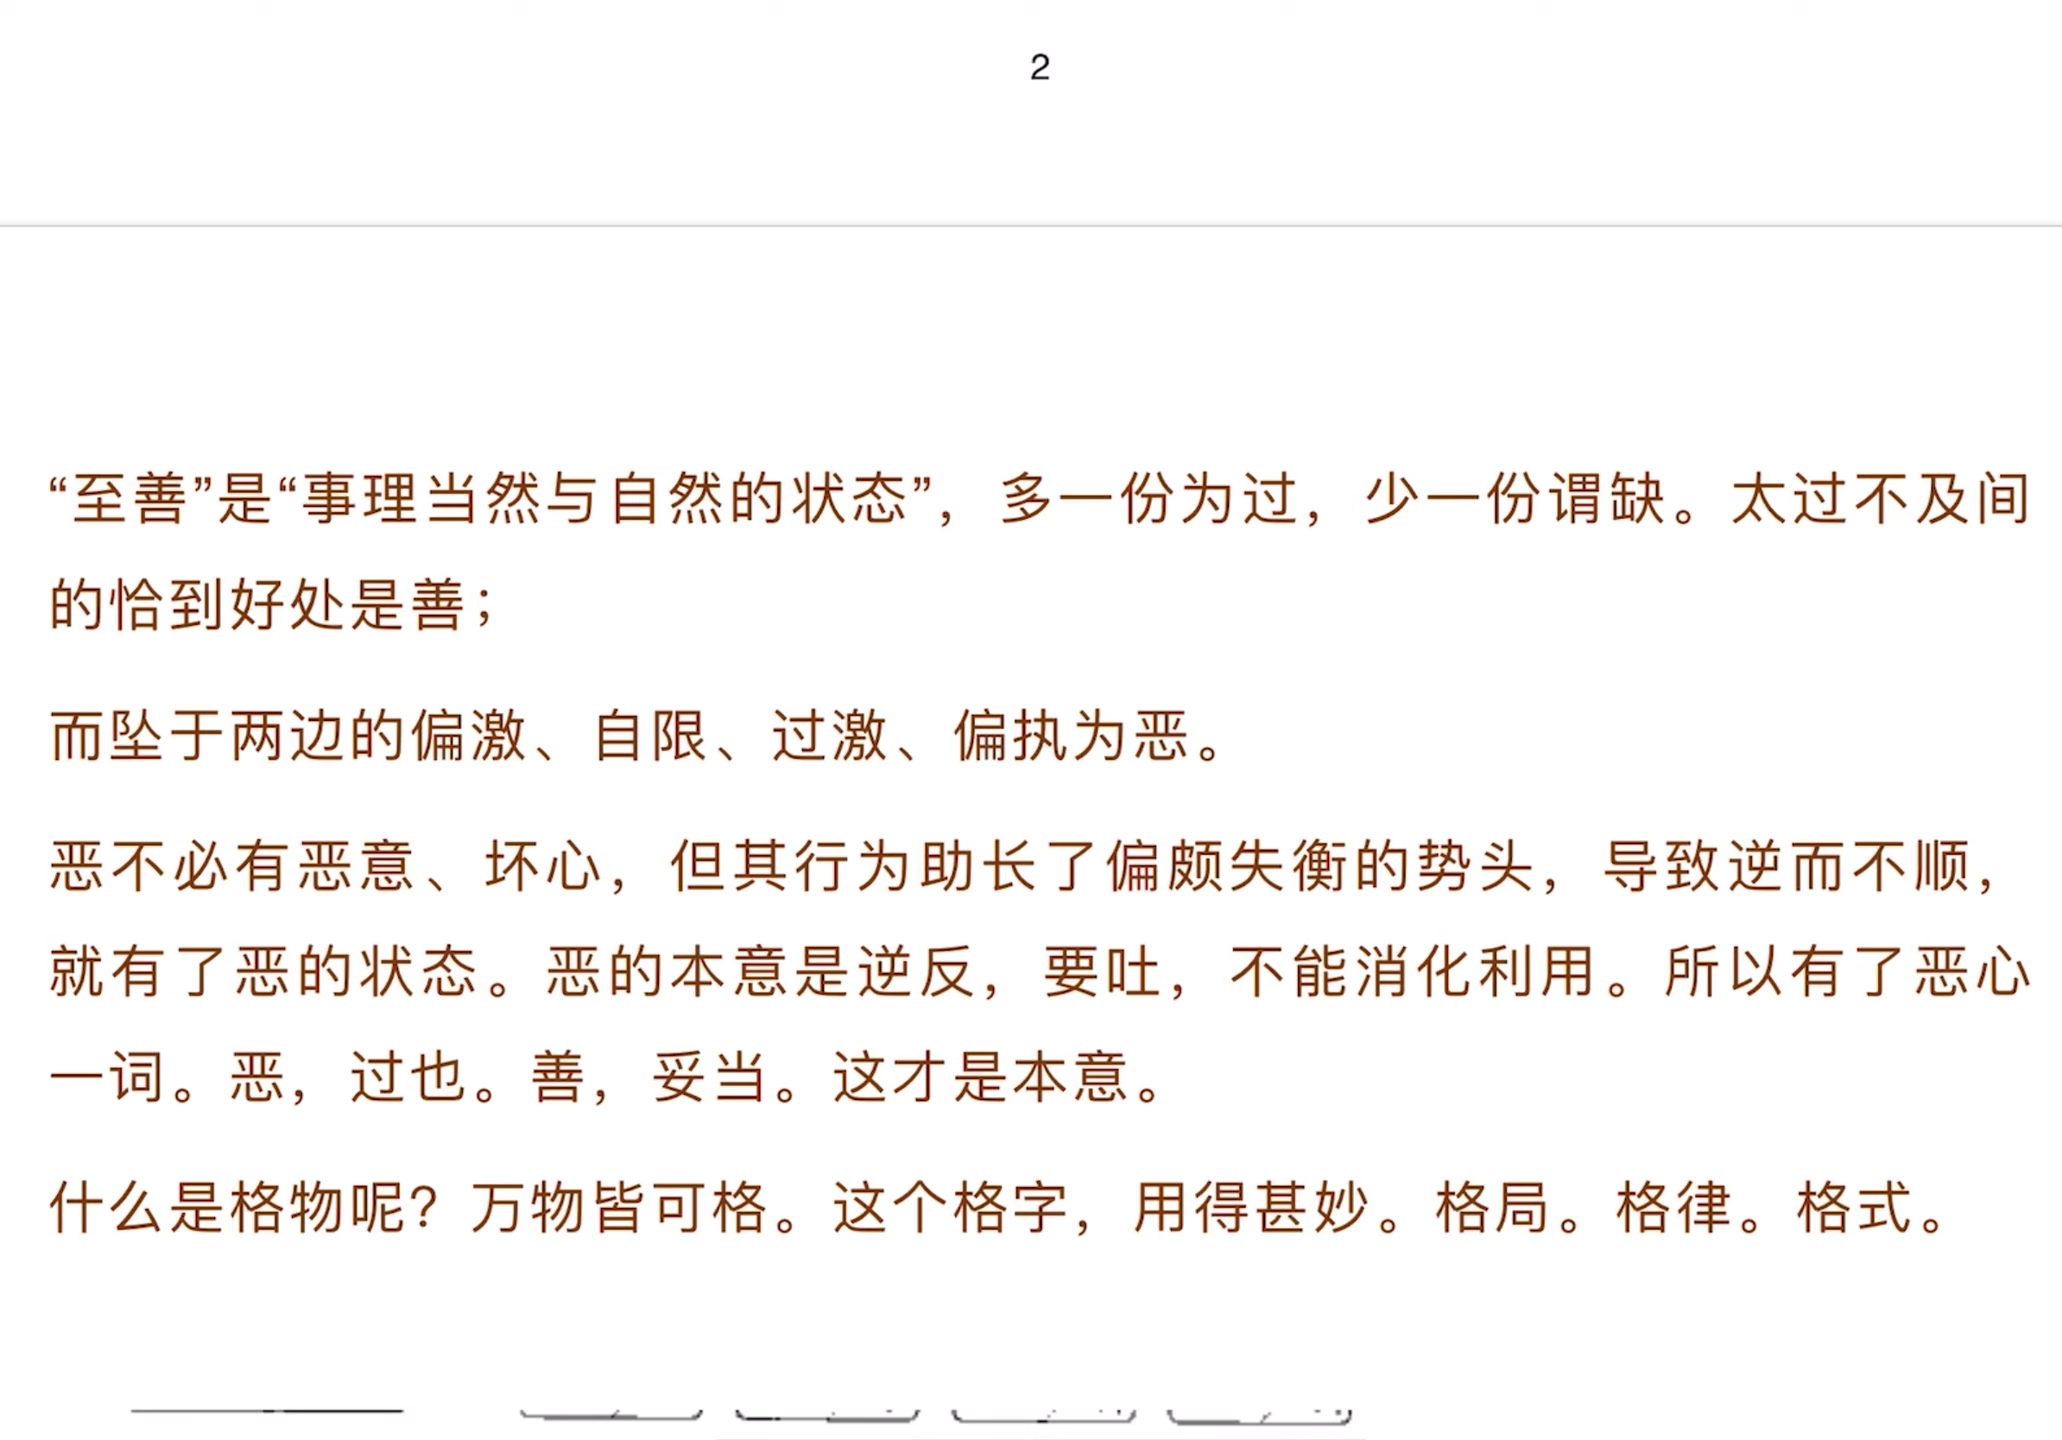 2
“至善”是“事理当然与自然的状态”，多一份为过，少一份谓缺。太过不及间
的恰到好处是善；
而坠于两边的偏激、自限、过激、偏执为恶。
恶不必有恶意、坏心，但其行为助长了偏颇失衡的势头，导致逆而不顺，
就有了恶的状态。恶的本意是逆反，要吐，不能消化利用。所以有了恶心
一词。恶，过也。善，妥当。这才是本意。
什么是格物呢？万物皆可格。这个格字，用得甚妙。格局。格律。格式。